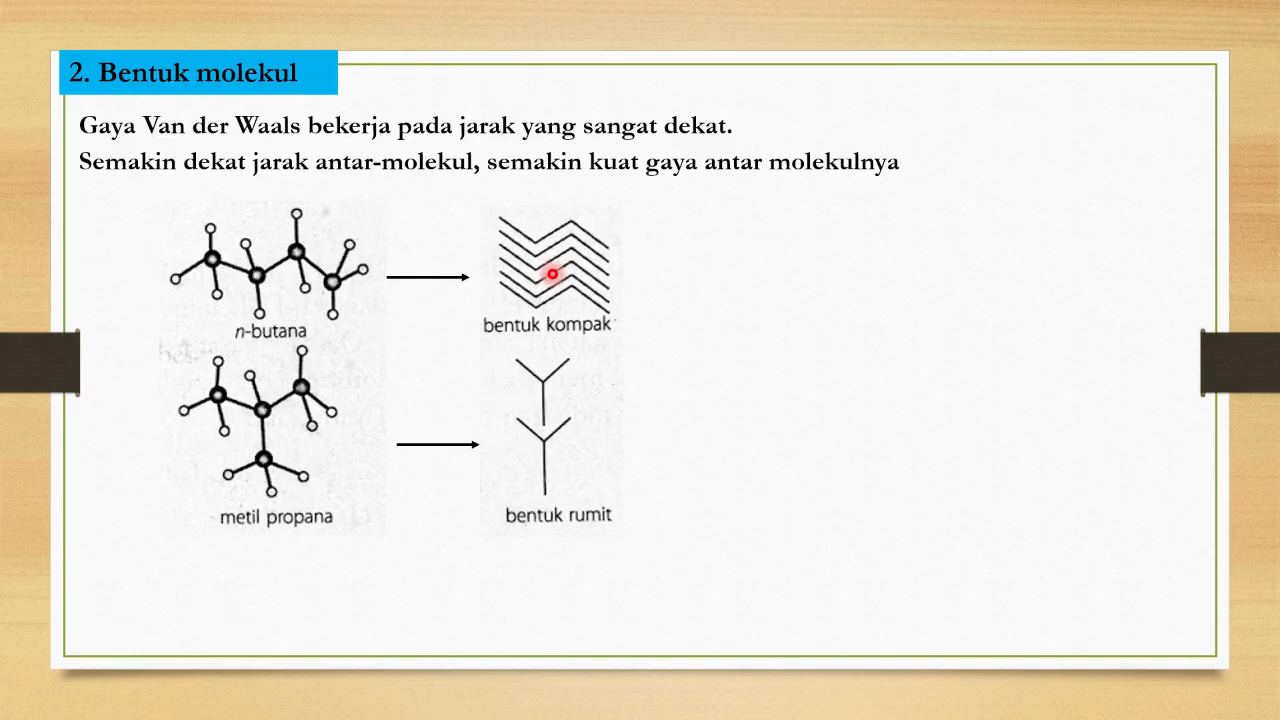 2. Bentuk molekul
Gaya Van der Waals bekerja pada jarak yang sangat dekat.
Semakin dekat jarak antar-molekul, semakin kuat gaya antar molekulnya
n-butana
bentuk kompak
metil propana
bentuk rumit